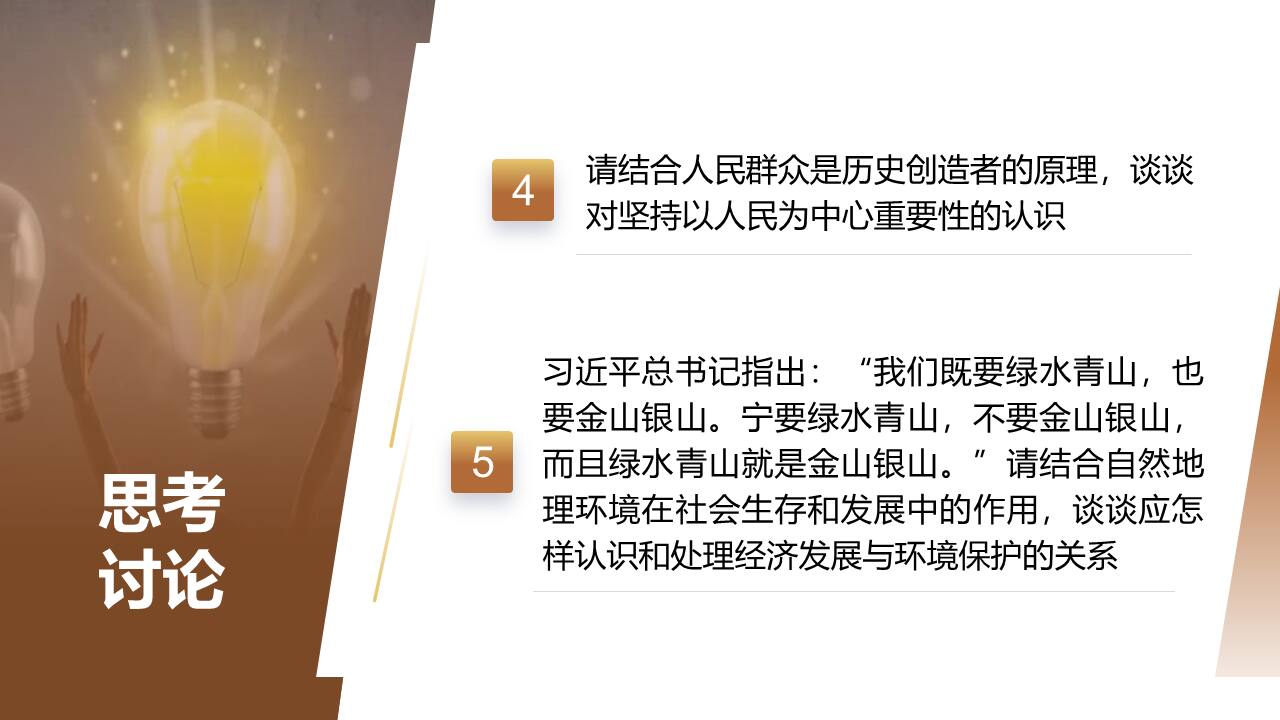 思考
讨论
4
请结合人民群众是历史创造者的原理，谈谈
对坚持以人民为中心重要性的认识
5
习近平总书记指出：“我们既要绿水青山，也
要金山银山。宁要绿水青山，不要金山银山，
而且绿水青山就是金山银山。”请结合自然地
理环境在社会生存和发展中的作用，谈谈应怎
样认识和处理经济发展与环境保护的关系